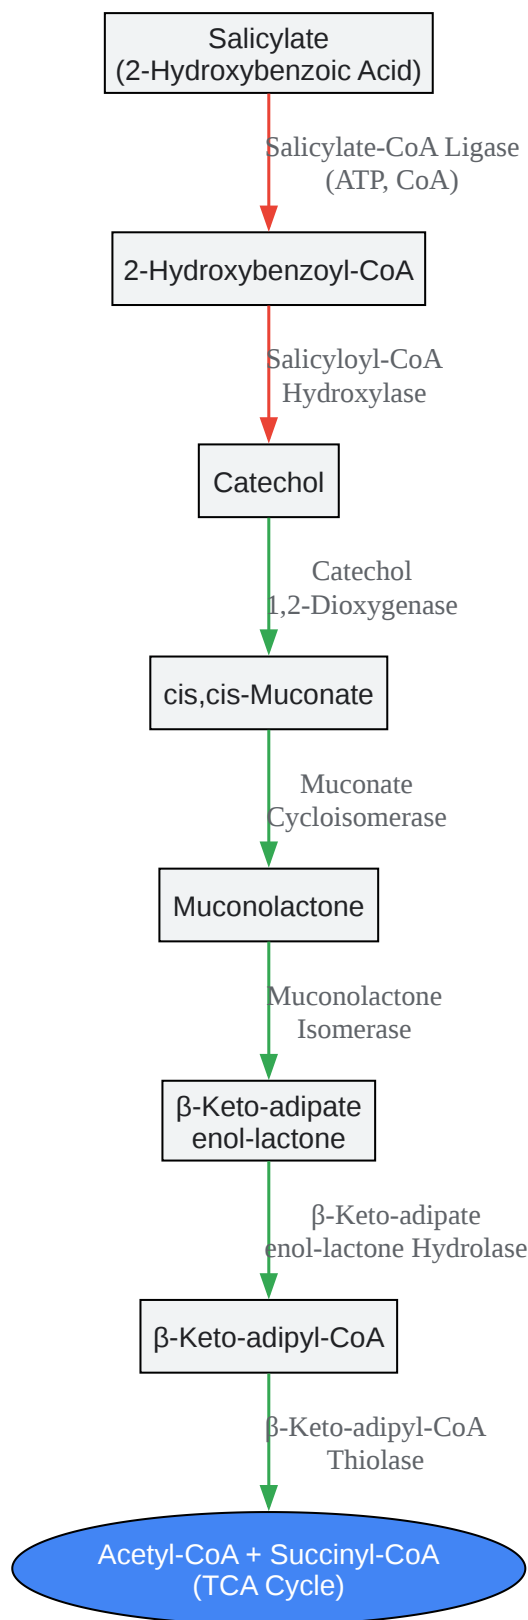 Salicylate
(2-Hydroxybenzoic Acid)
Salicylate-CoA Ligase
(ATP, CoA)
2-Hydroxybenzoyl-CoA
Salicyloyl-CoA
Hydroxylase
Catechol
Catechol
1,2-Dioxygenase
cis,cis-Muconate
Muconate
Cycloisomerase
Muconolactone
Muconolactone
Isomerase
β-Keto-adipate
enol-lactone
β-Keto-adipate
enol-lactone Hydrolase
β-Keto-adipyl-CoA
β-Keto-adipyl-CoA
Thiolase
Acetyl-CoA + Succinyl-CoA
(TCA Cycle)